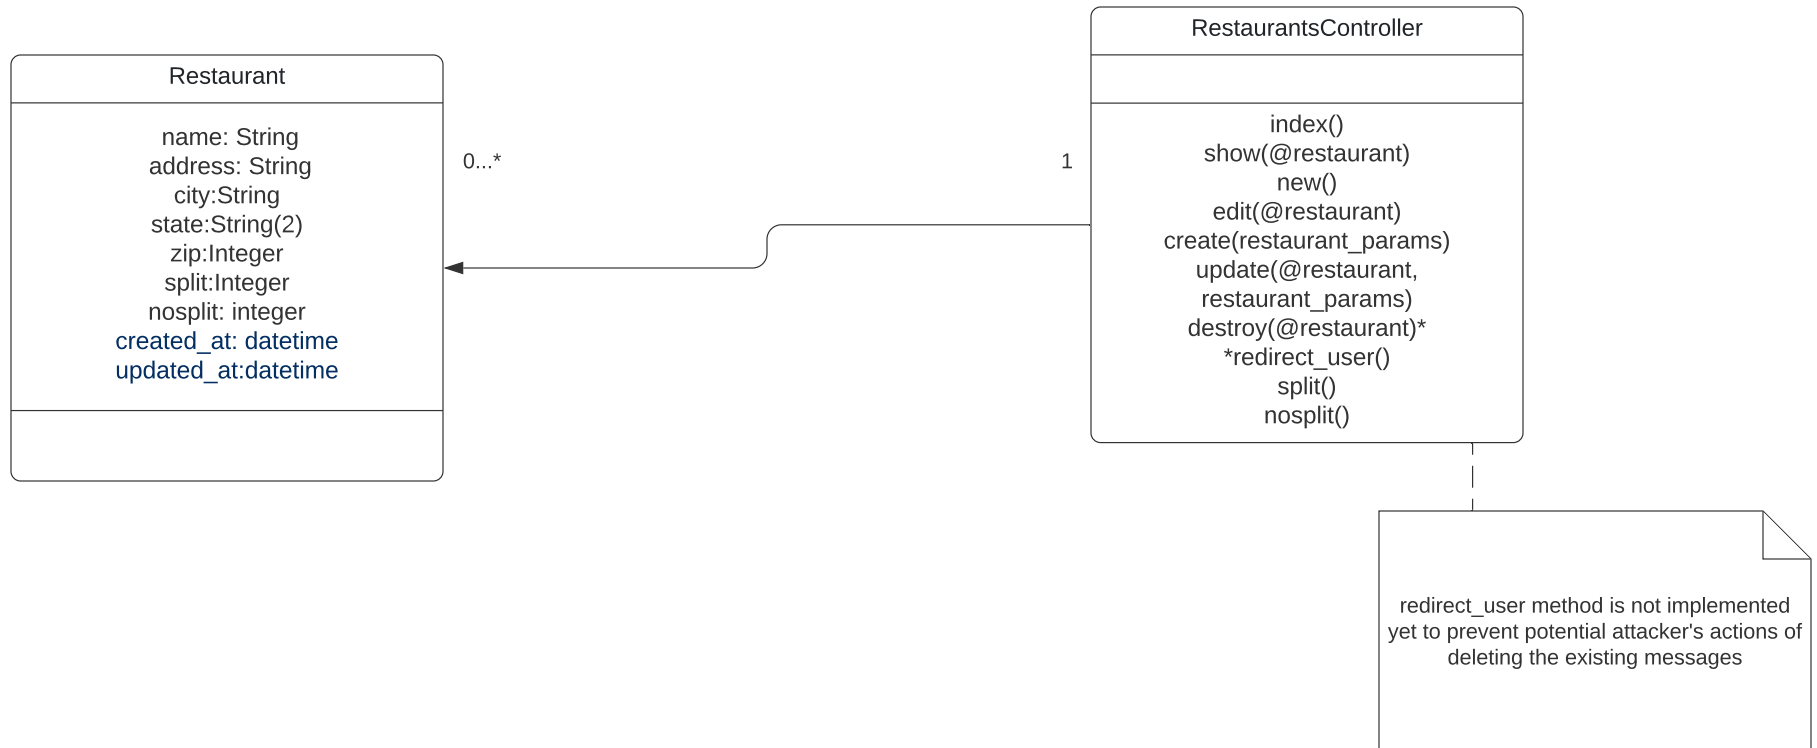 Restaurant
name: String
address: String
city:String
state:String(2)
zip:Integer
split:Integer
nosplit: integer
created_at: datetime
updated_at:datetime
0...*
1
RestaurantsController
index()
show(@restaurant)
new()
edit(@restaurant)
create(restaurant_params)
update(@restaurant,
restaurant_params)
destroy(@restaurant)*
*redirect_user()
split()
nosplit()
redirect_user method is not implemented
yet to prevent potential attacker's actions of
deleting the existing messages